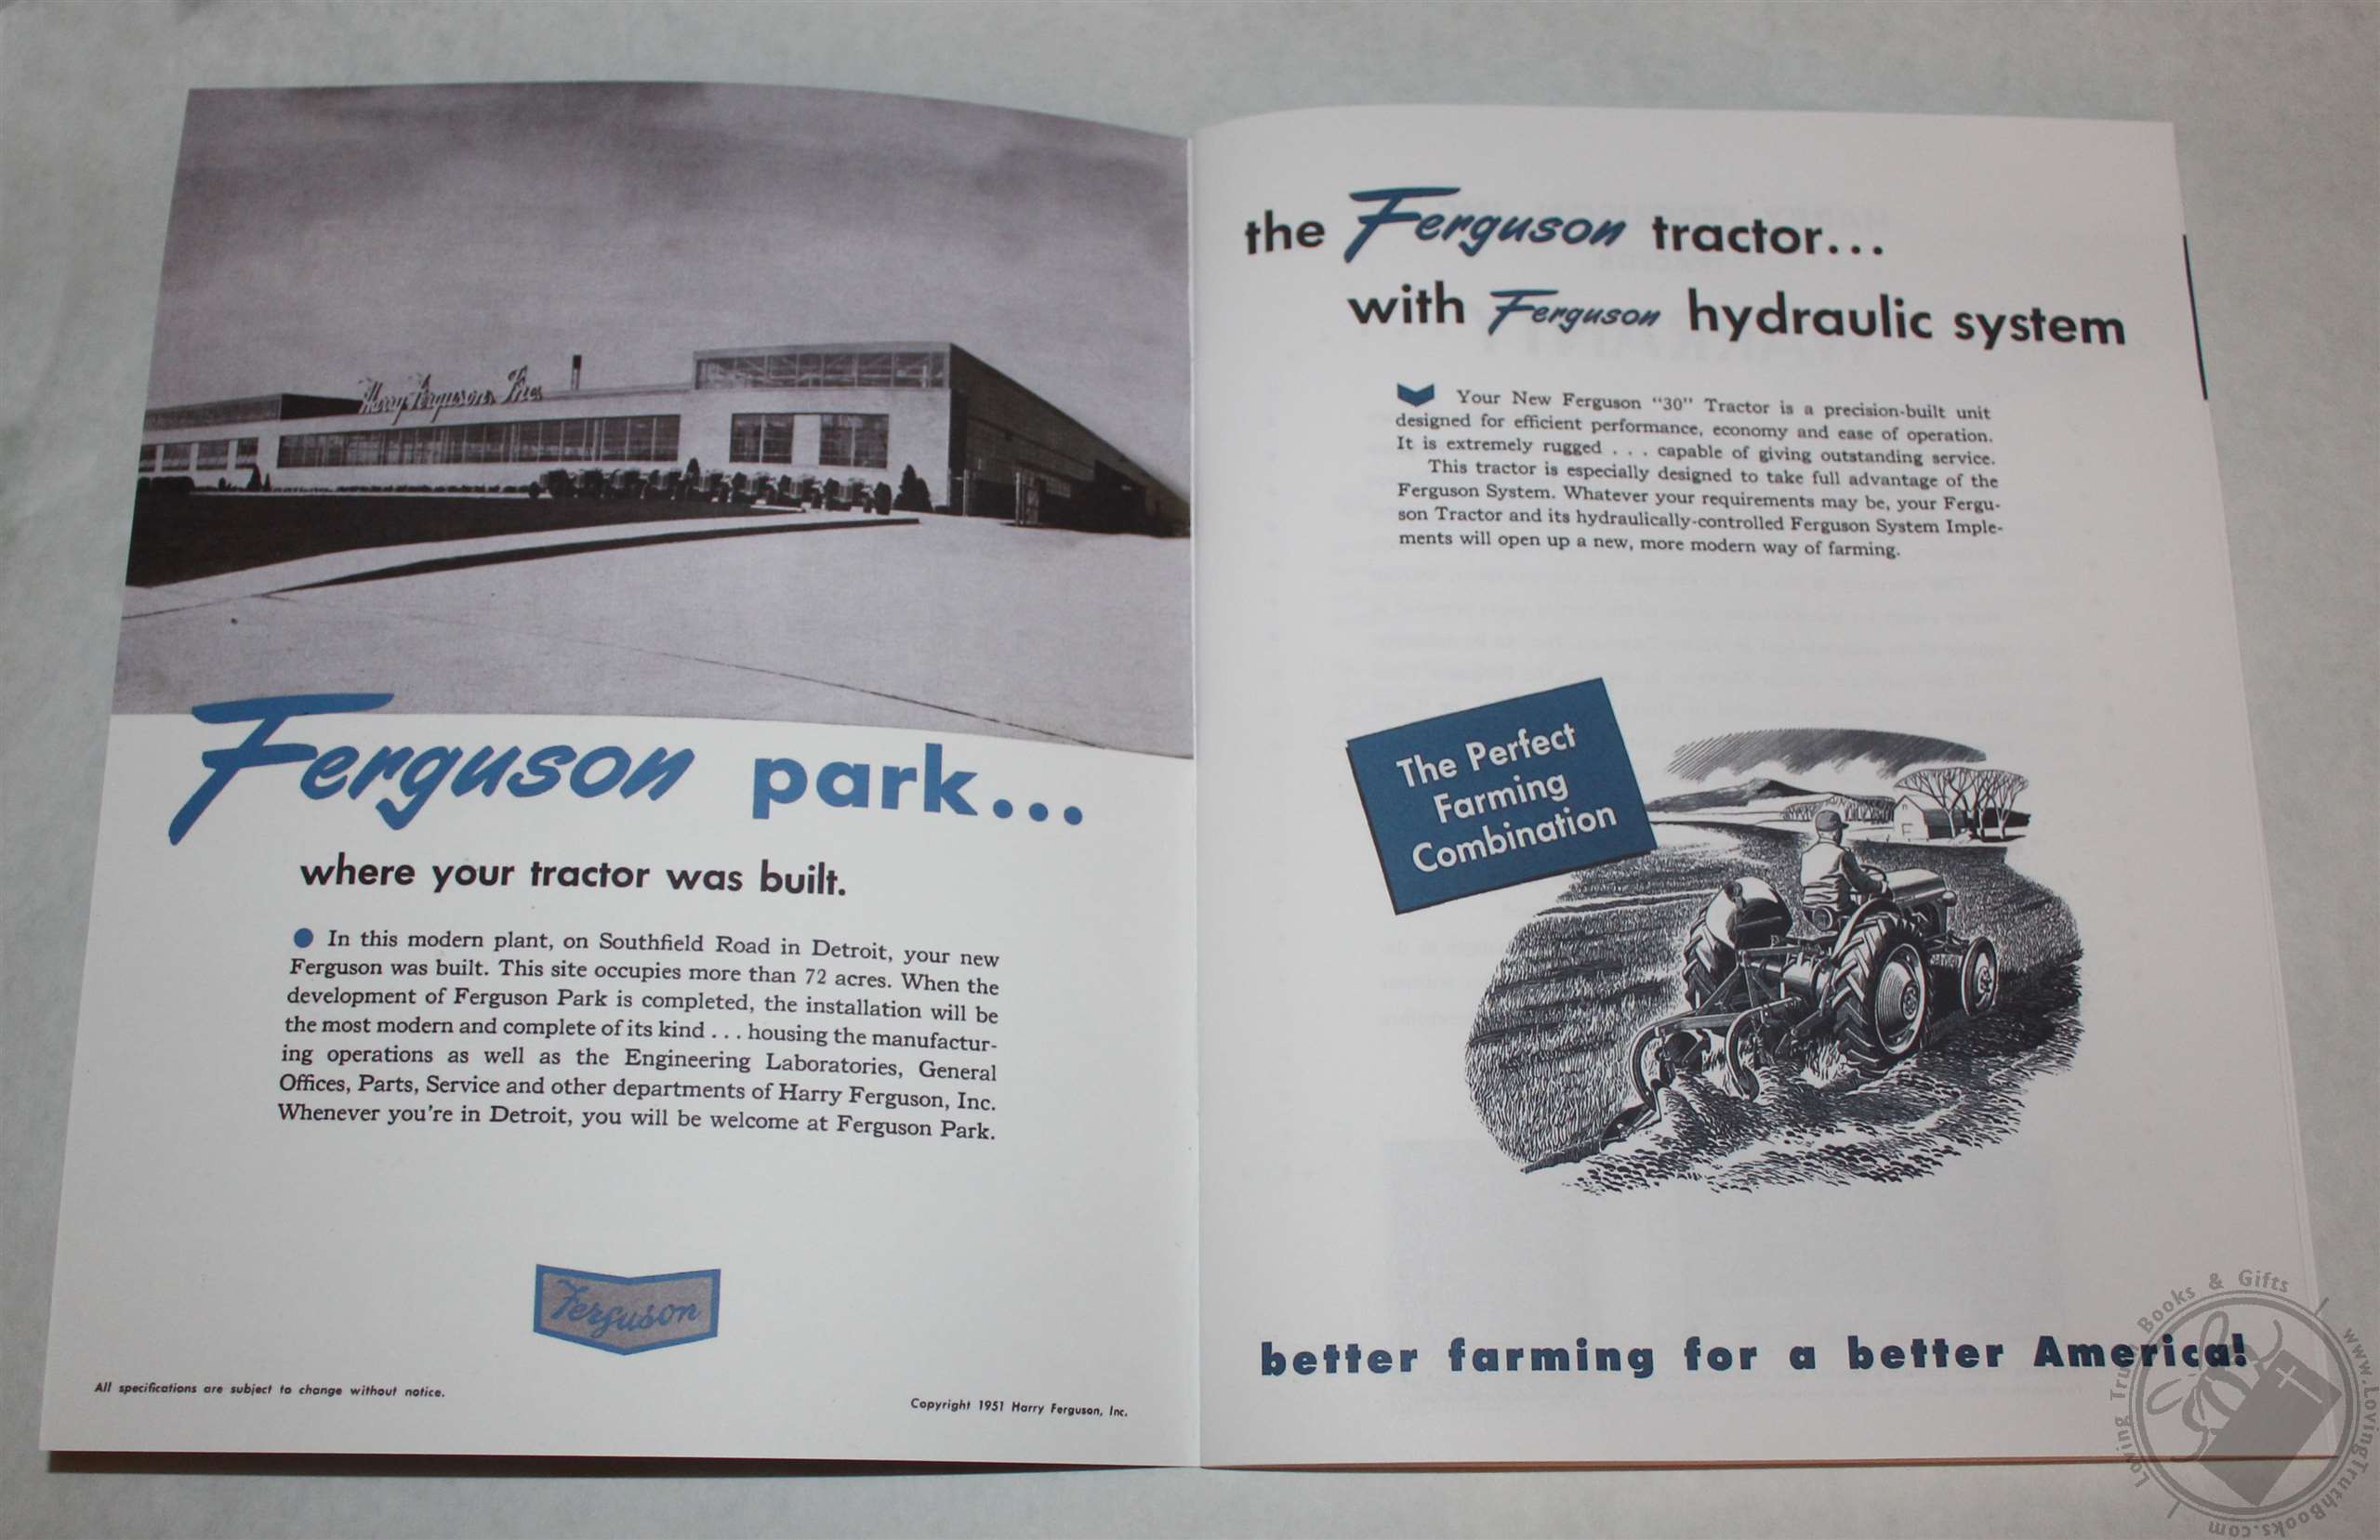 Harry Ferguson, Inc.
Ferguson park...
where your tractor was built.
In this modern plant, on Southfield Road in Detroit, your new
Ferguson was built. This site occupies more than 72 acres. When the
development of Ferguson Park is completed, the installation will be
the most modern and complete of its kind . . . housing the manufactur-
ing operations as well as the Engineering Laboratories, General
Offices, Parts, Service and other departments of Harry Ferguson, Inc.
Whenever you're in Detroit, you will be welcome at Ferguson Park.
Ferguson
All specifications are subject to change without notice.
Copyright 1951 Harry Ferguson, Inc.
the Ferguson tractor...
with Ferguson hydraulic system
Your New Ferguson "30" Tractor is a precision-built unit
designed for efficient performance, economy and ease of operation.
It is extremely rugged . . . capable of giving outstanding service.
This tractor is especially designed to take full advantage of the
Ferguson System. Whatever your requirements may be, your Fergu-
son Tractor and its hydraulically-controlled Ferguson System Imple-
ments will open up a new, more modern way of farming.
The Perfect
Farming
Combination
better farming for a better America!
Loving Truth Books & Gifts
www.LovingTruthBooks.com